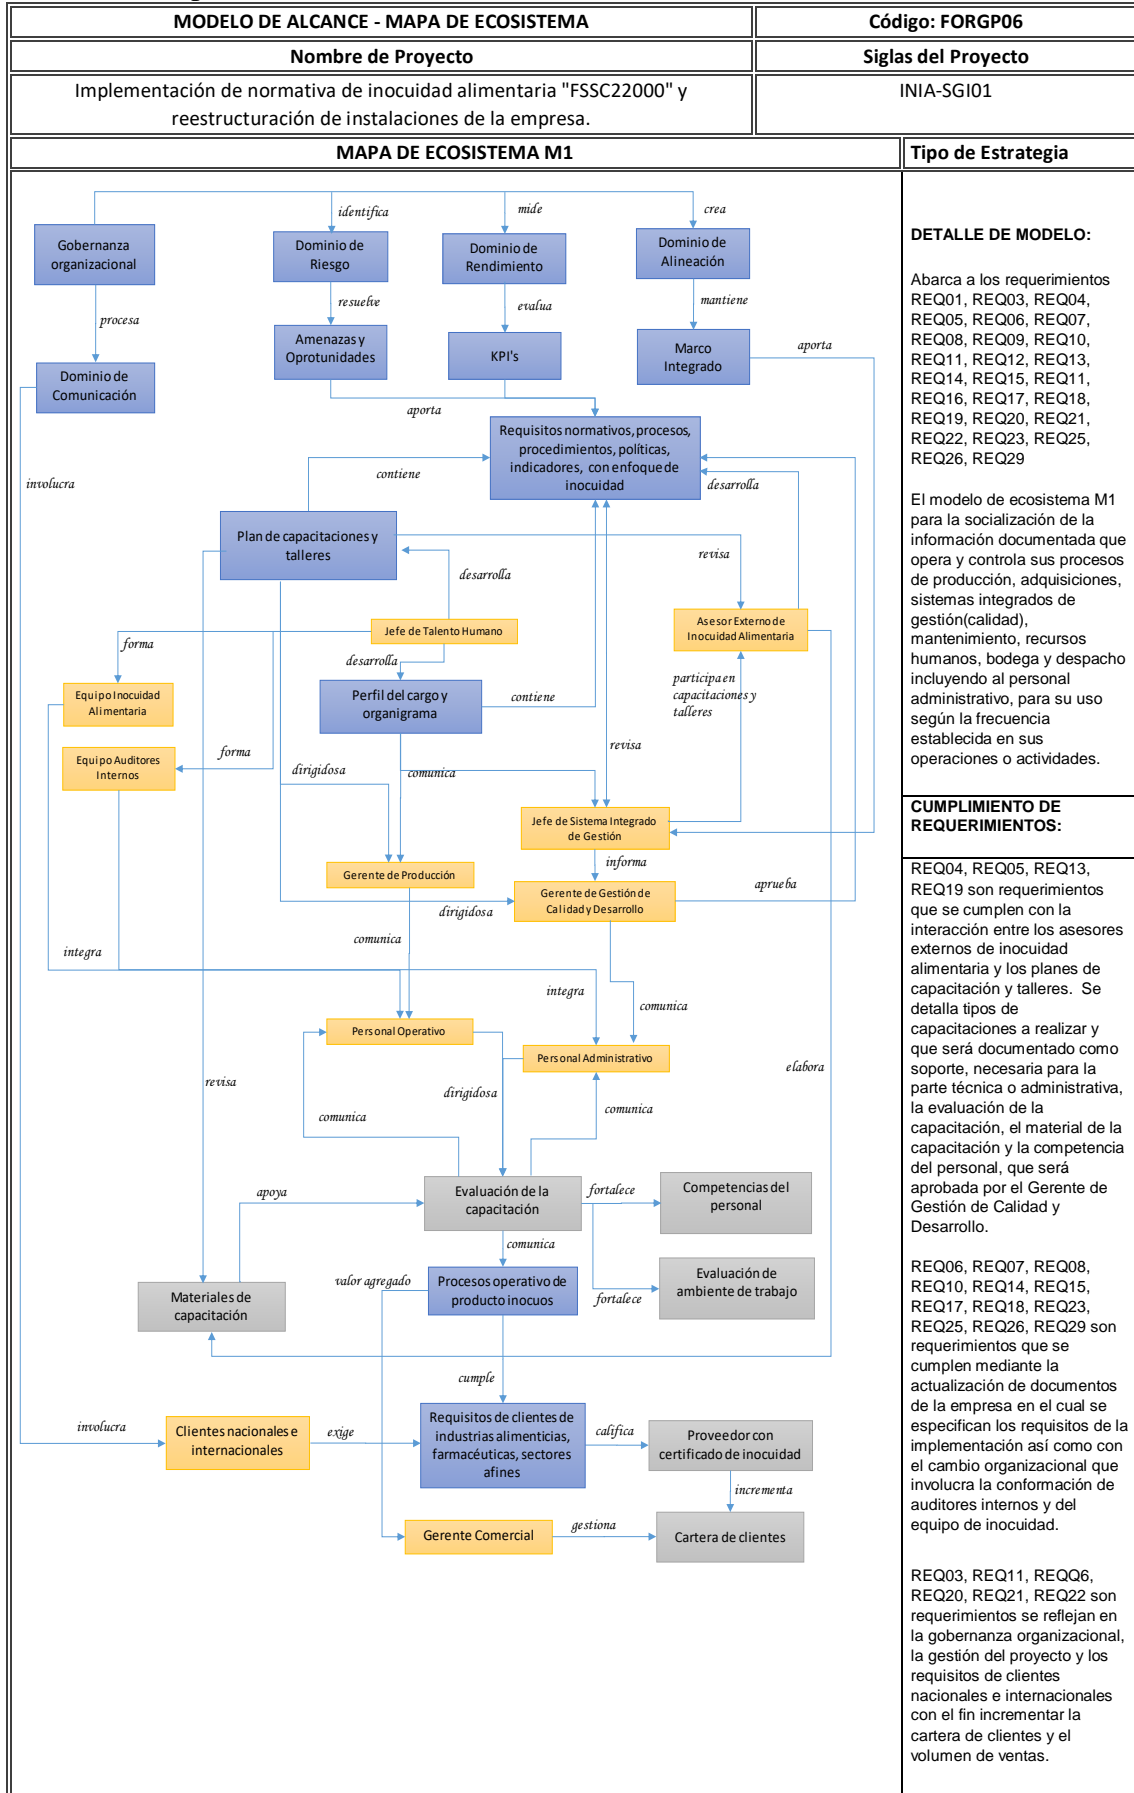 MODELO DE ALCANCE - MAPA DE ECOSISTEMA
Código: FORGP06
Nombre de Proyecto
Siglas del Proyecto
Implementación de normativa de inocuidad alimentaria "FSSC22000" y
reestructuración de instalaciones de la empresa.
INIA-SGI01
MAPA DE ECOSISTEMA M1
Tipo de Estrategia
identifica
mide
crea
Gobernanza
organizacional
Dominio de
Riesgo
Dominio de
Rendimiento
Dominio de
Alineación
procesa
resuelve
evalua
mantiene
Dominio de
Comunicación
Amenazas y
Oprotunidades
KPI's
Marco
Integrado
aporta
aporta
involucra
Requisitos normativos, procesos,
procedimientos, políticas,
indicadores, con enfoque de
inocuidad
contiene
desarrolla
Plan de capacitaciones y
talleres
revisa
desarrolla
Jefe de Talento Humano
Asesor Externo de
Inocuidad Alimentaria
forma
desarrolla
Equipo Inocuidad
Alimentaria
Perfil del cargo y
organigrama
contiene
participa en
capacitaciones y
talleres
Equipo Auditores
Internos
forma
dirigidosa
comunica
revisa
Jefe de Sistema Integrado
de Gestión
informa
Gerente de Producción
Gerente de Gestión de
Calidad y Desarrollo
aprueba
dirigidosa
comunica
integra
integra
comunica
Personal Operativo
Personal Administrativo
elabora
revisa
dirigidosa
comunica
comunica
apoya
Evaluación de la
capacitación
fortalece
Competencias del
personal
comunica
valor agregado
Procesos operativo de
producto inocuos
Evaluación de
ambiente de trabajo
fortalece
Materiales de
capacitación
cumple
involucra
Clientes nacionales e
internacionales
exige
Requisitos de clientes de
industrias alimenticias,
farmacéuticas, sectores
afines
califica
Proveedor con
certificado de inocuidad
incrementa
Gerente Comercial
gestiona
Cartera de clientes
DETALLE DE MODELO:
Abarca a los requerimientos
REQ01, REQ03, REQ04,
REQ05, REQ06, REQ07,
REQ08, REQ09, REQ10,
REQ11, REQ12, REQ13,
REQ14, REQ15, REQ11,
REQ16, REQ17, REQ18,
REQ19, REQ20, REQ21,
REQ22, REQ23, REQ25,
REQ26, REQ29
El modelo de ecosistema M1
para la socialización de la
información documentada que
opera y controla sus procesos
de producción, adquisiciones,
sistemas integrados de
gestión(calidad),
mantenimiento, recursos
humanos, bodega y despacho
incluyendo al personal
administrativo, para su uso
según la frecuencia
establecida en sus
operaciones o actividades.
CUMPLIMIENTO DE
REQUERIMIENTOS:
REQ04, REQ05, REQ13,
REQ19 son requerimientos
que se cumplen con la
interacción entre los asesores
externos de inocuidad
alimentaria y los planes de
capacitación y talleres. Se
detalla tipos de
capacitaciones a realizar y
que será documentado como
soporte, necesaria para la
parte técnica o administrativa,
la evaluación de la
capacitación, el material de la
capacitación y la competencia
del personal, que será
aprobada por el Gerente de
Gestión de Calidad y
Desarrollo.
REQ06, REQ07, REQ08,
REQ10, REQ14, REQ15,
REQ17, REQ18, REQ23,
REQ25, REQ26, REQ29 son
requerimientos que se
cumplen mediante la
actualización de documentos
de la empresa en el cual se
especifican los requisitos de la
implementación así como con
el cambio organizacional que
involucra la conformación de
auditores internos y del
equipo de inocuidad.
REQ03, REQ11, REQQ6,
REQ20, REQ21, REQ22 son
requerimientos se reflejan en
la gobernanza organizacional,
la gestión del proyecto y los
requisitos de clientes
nacionales e internacionales
con el fin incrementar la
cartera de clientes y el
volumen de ventas.